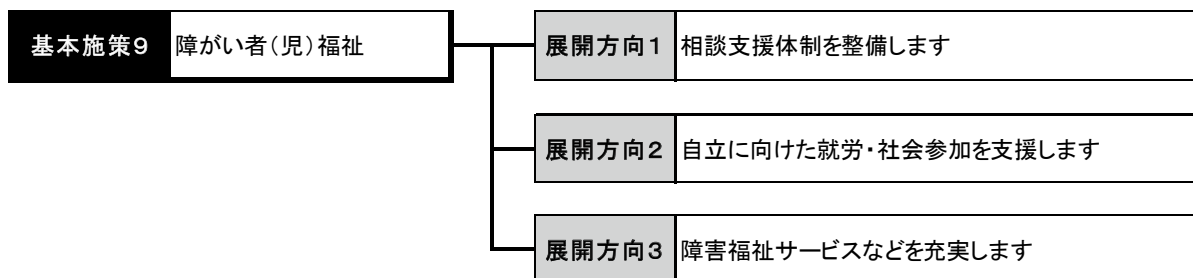 基本施策９ 障がい者（児）福祉
展開方向１ 相談支援体制を整備します
展開方向２ 自立に向けた就労・社会参加を支援します
展開方向３ 障害福祉サービスなどを充実します